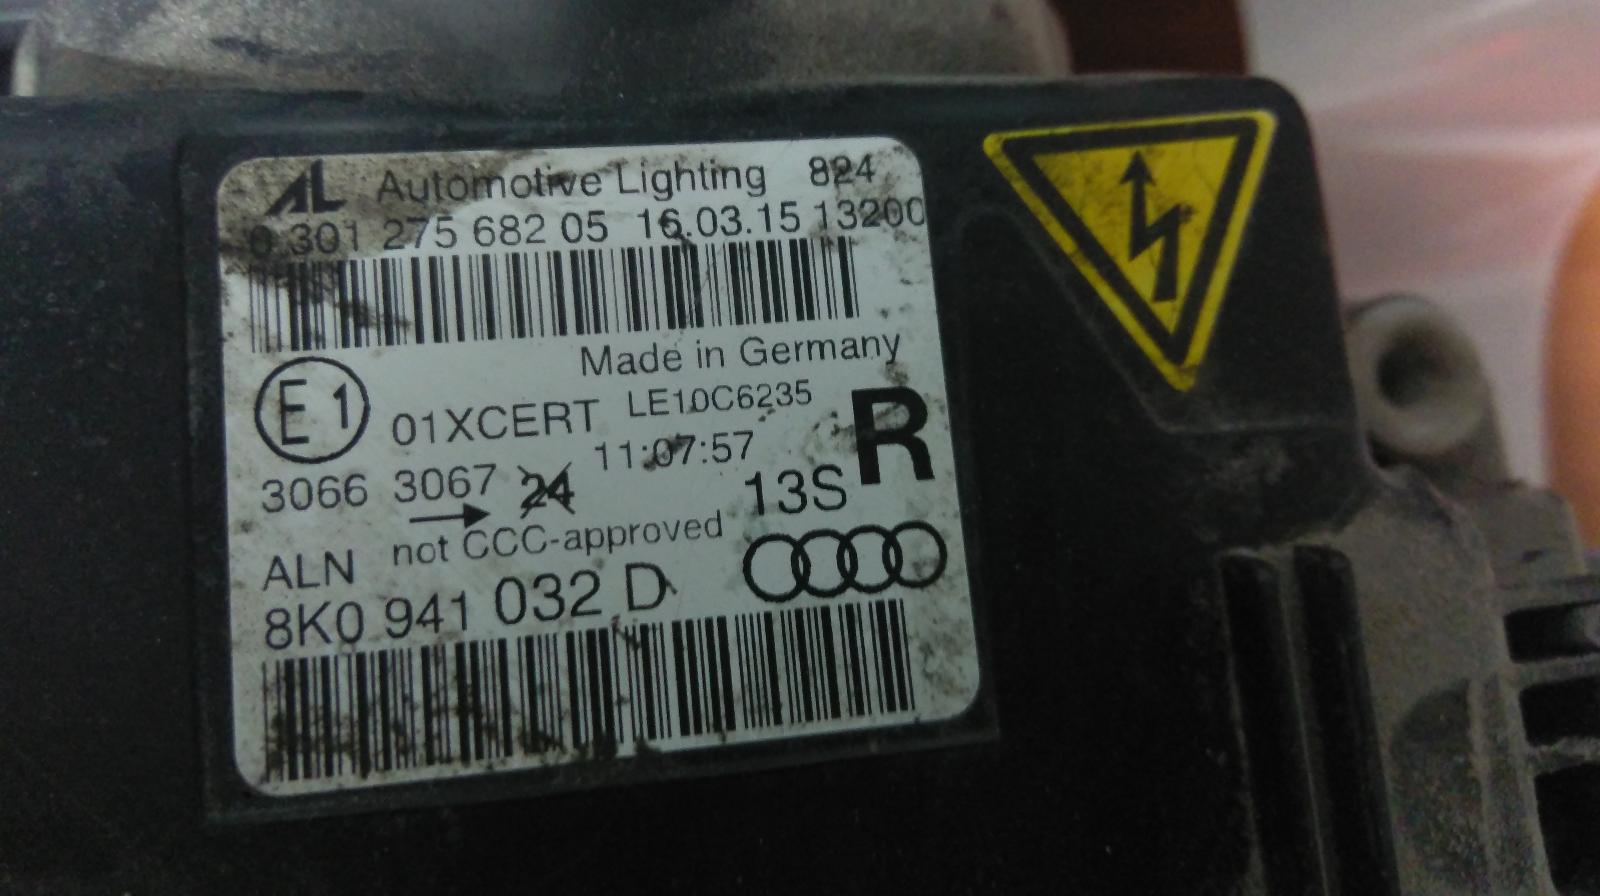 AL Automotive Lighting 824
0 301 275 682 05 16.03.15 13200
Made in Germany
E1 01XCERT LE10C6235
11:07:57 R
3066 3067 24 13S
not CCC-approved
ALN
8K0 941 032 D